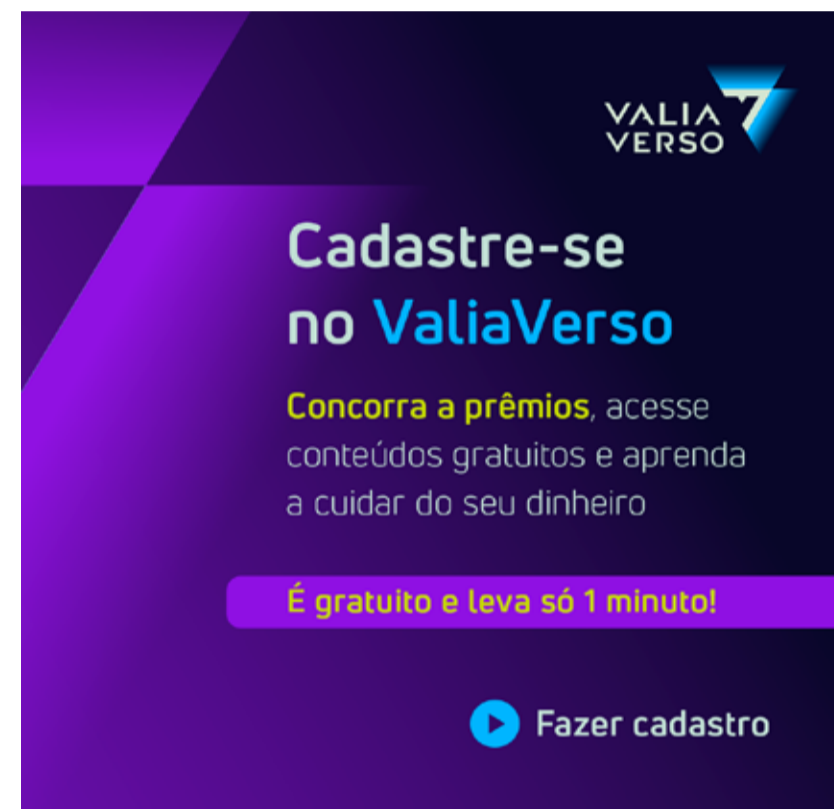 VALIA
VERSO
Cadastre-se
no ValiaVerso
Concorra a prêmios, acesse
conteúdos gratuitos e aprenda
a cuidar do seu dinheiro
É gratuito e leva só 1 minuto!
Fazer cadastro